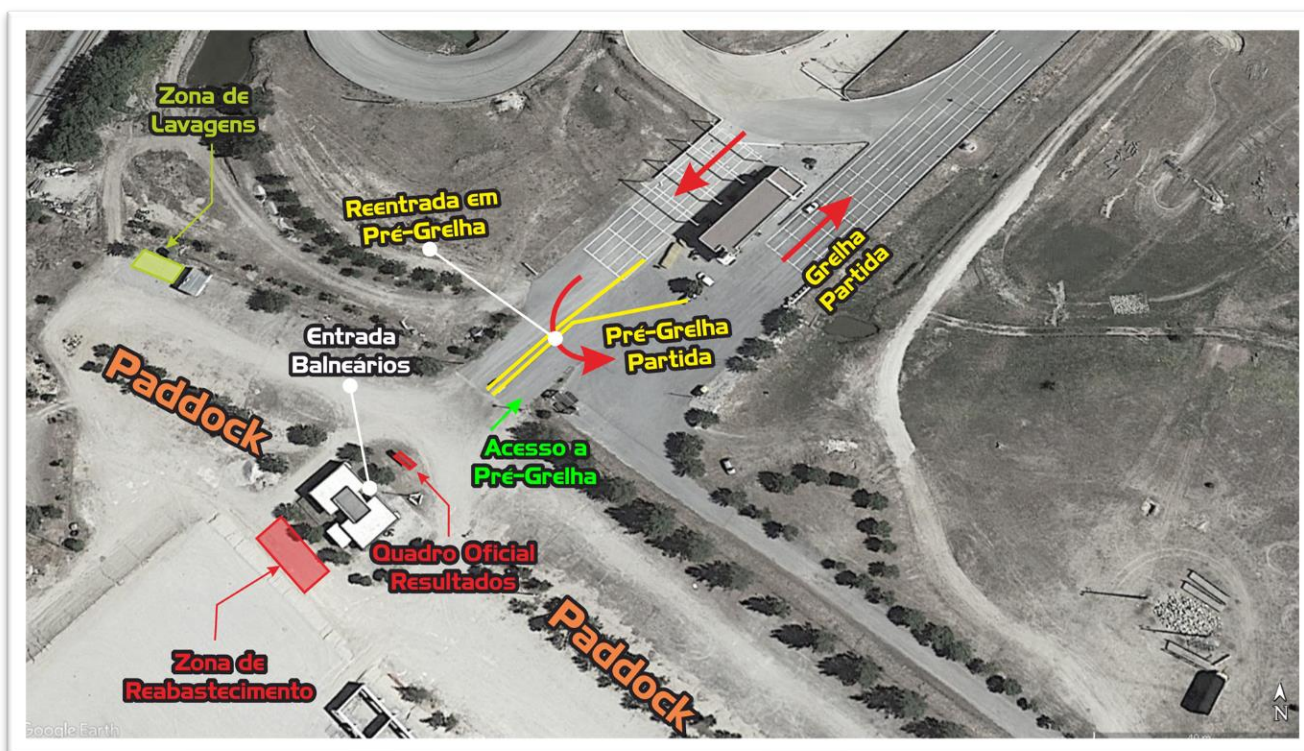 Zona de
Lavagens
Reentrada em
Pré-Grelha
Grelha
Partida
Pré-Grelha
Partida
Entrada
Balneários
Paddock
Acesso a
Pré-Grelha
Quadro Oficial
Resultados
Paddock
Zona de
Reabastecimento
Google Earth
N
40 m